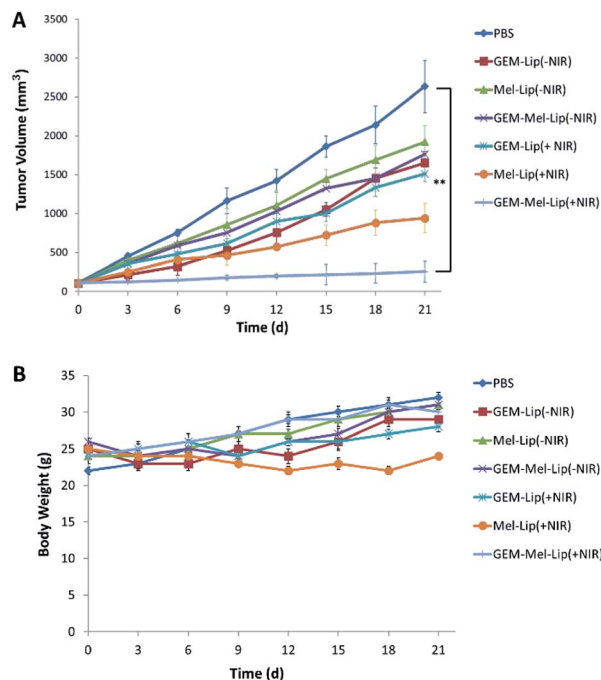 A
Tumor Volume (mm³)
3500
3000
2500
2000
1500
1000
500
0
0 3 6 9 12 15 18 21
Time (d)
**
PBS
GEM-Lip(-NIR)
Mel-Lip(-NIR)
GEM-Mel-Lip(-NIR)
GEM-Lip(+ NIR)
Mel-Lip(+NIR)
GEM-Mel-Lip(+NIR)
B
Body Weight (g)
35
30
25
20
15
10
5
0
0 3 6 9 12 15 18 21
Time (d)
PBS
GEM-Lip(-NIR)
Mel-Lip(-NIR)
GEM-Mel-Lip(-NIR)
GEM-Lip(+NIR)
Mel-Lip(+NIR)
GEM-Mel-Lip(+NIR)